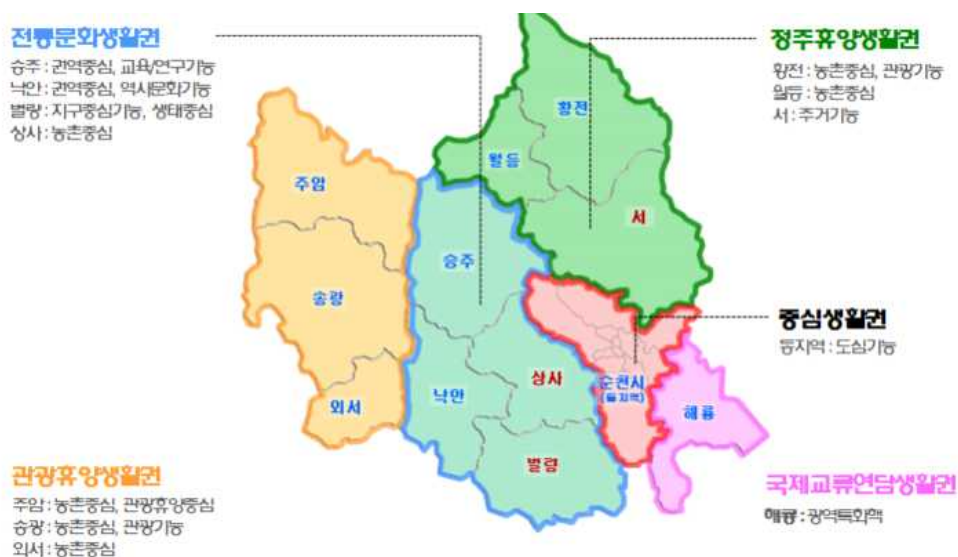 전통문화생활권
승주 : 권역중심, 교육/연구기능
낙안 : 권역중심, 역사문화기능
별량 : 지구중심기능, 생태중심
상사 : 농촌중심
정주휴양생활권
황전 : 농촌중심, 관광기능
월등 : 농촌중심
서 : 주거기능
황전
월등
주암
서
승주
송광
중심생활권
동지역 : 도심기능
상사
순천시
(동지역)
낙안
외서
해룡
별량
관광휴양생활권
주암 : 농촌중심, 관광휴양중심
송광 : 농촌중심, 관광기능
외서 : 농촌중심
국제교류연담생활권
해룡 : 광역특화핵